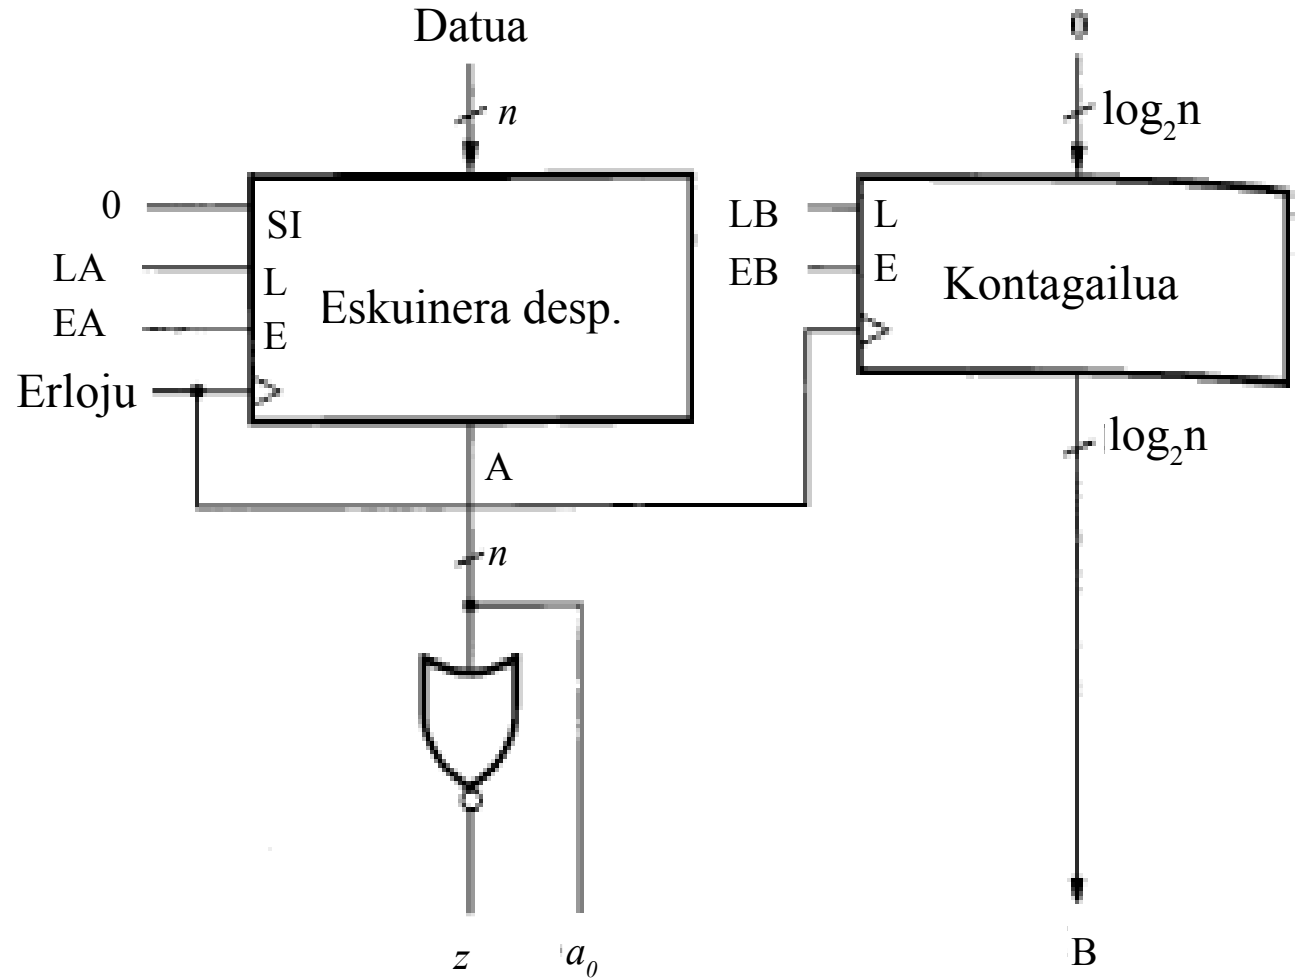 Datua
0
n
log₂n
0
SI
LA
L
EA
E
Eskuinera desp.
Erloju
LB
L
EB
E
Kontagailua
A
log₂n
n
z
a₀
B